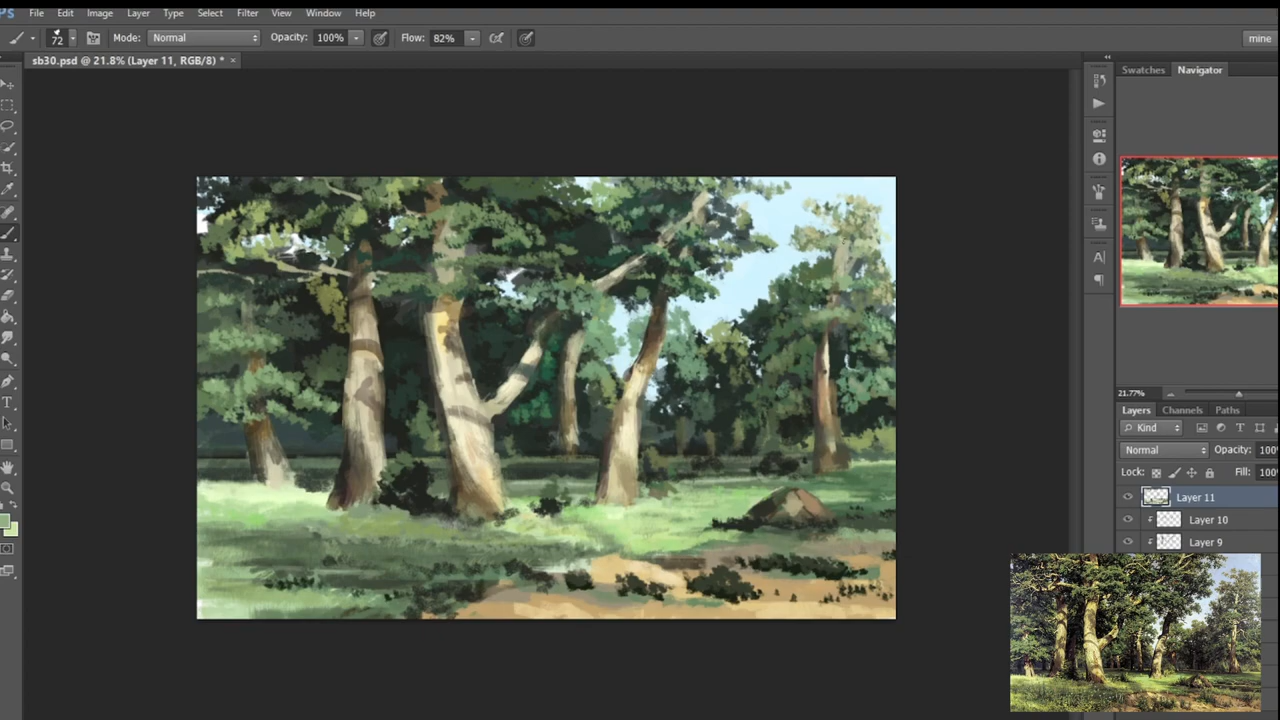 PS File Edit Image Layer Type Select Filter View Window Help
72 Mode: Normal Opacity: 100% Flow: 82% mine
sb30.psd @ 21.8% (Layer 11, RGB/8) * ×
Swatches Navigator
21.77%
Layers Channels Paths
Kind T
Normal Opacity: 100
Lock: Fill: 100
Layer 11
Layer 10
Layer 9